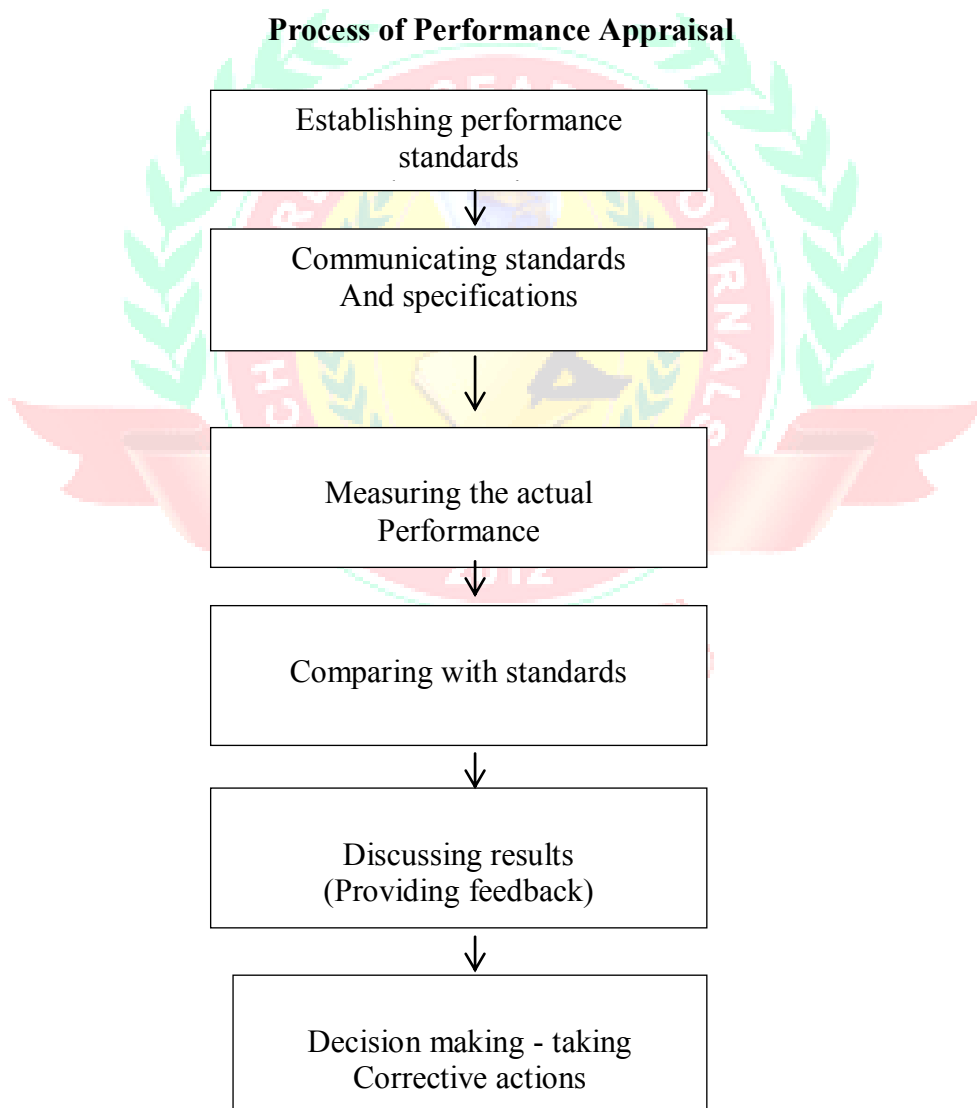 Process of Performance Appraisal
Establishing performance
standards
Communicating standards
And specifications
Measuring the actual
Performance
2012
Comparing with standards
Discussing results
(Providing feedback)
Decision making - taking
Corrective actions